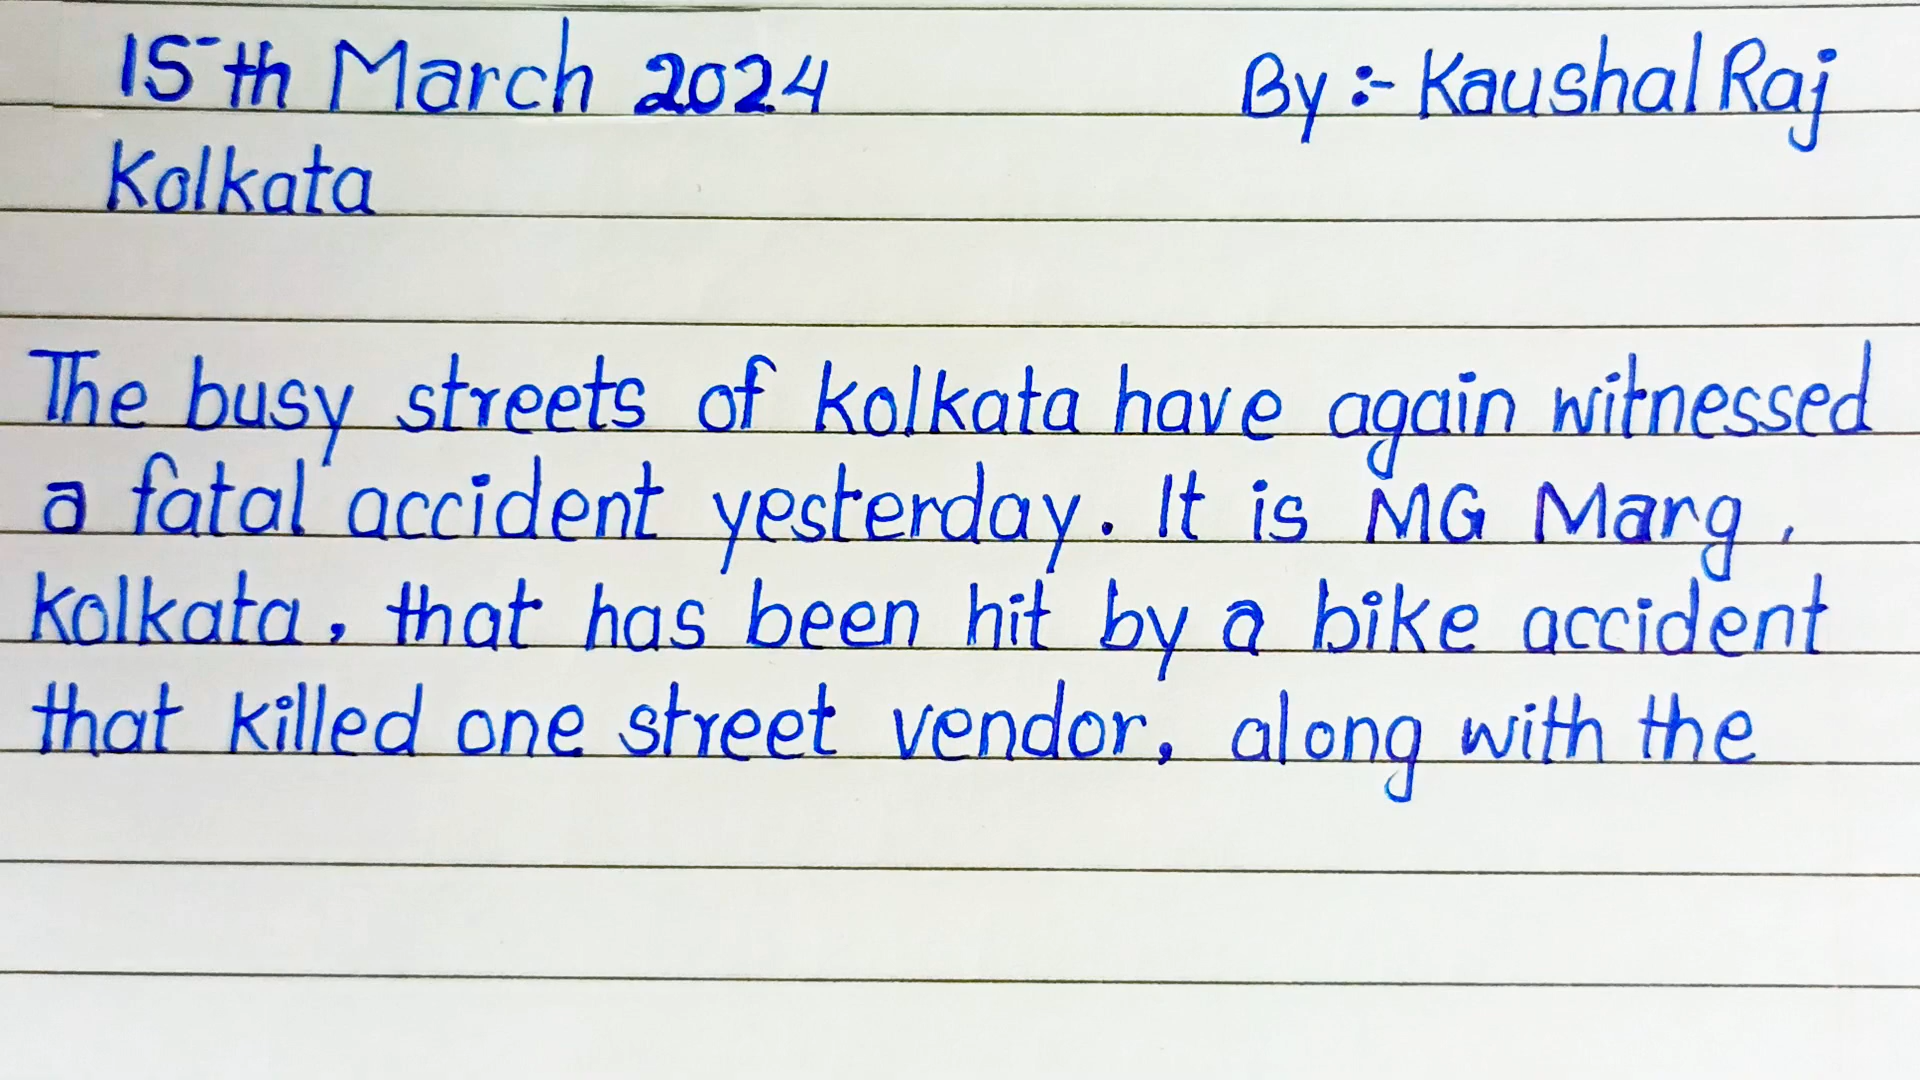 15th March 2024 By :- Kaushal Raj
Kolkata
The busy streets of Kolkata have again witnessed
a fatal accident yesterday. It is MG Marg,
Kolkata, that has been hit by a bike accident
that killed one street vendor, along with the